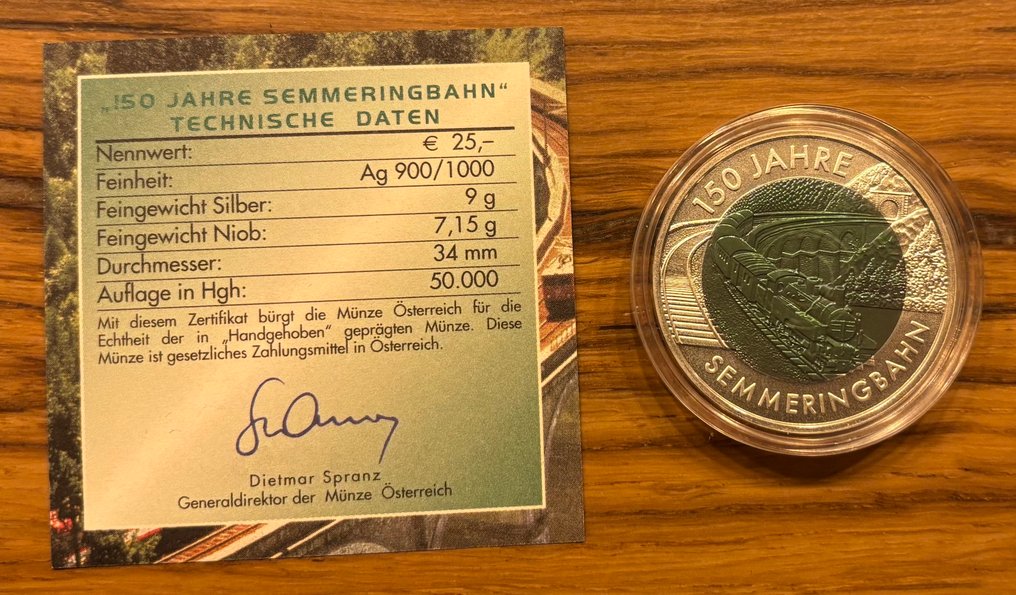 „150 JAHRE SEMMERINGBAHN“
TECHNISCHE DATEN
Nennwert: € 25,–
Feinheit: Ag 900/1000
Feingewicht Silber: 9 g
Feingewicht Niob: 7,15 g
Durchmesser: 34 mm
Auflage in Hgh: 50.000
Mit diesem Zertifikat bürgt die Münze Österreich für die
Echtheit der in „Handgehoben“ geprägten Münze. Diese
Münze ist gesetzliches Zahlungsmittel in Österreich.
Dietmar Spranz
Generaldirektor der Münze Österreich
150 JAHRE
SEMMERINGBAHN